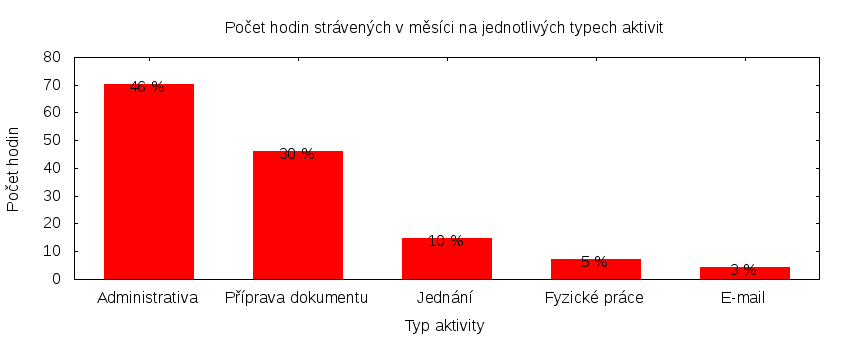 Počet hodin strávených v měsíci na jednotlivých typech aktivit
80
70
60
50
40
30
20
10
0
Počet hodin
46 %
30 %
10 %
5 %
3 %
Administrativa
Příprava dokumentu
Jednání
Fyzické práce
E-mail
Typ aktivity